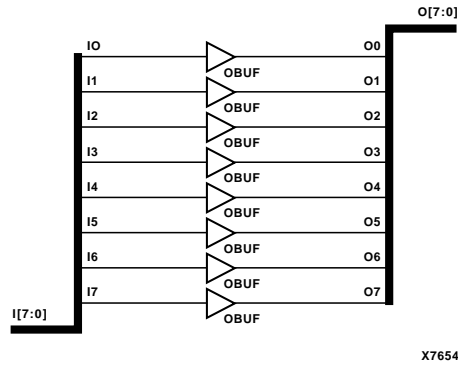 O[7:0]
IO O0
OBUF
I1 O1
OBUF
I2 O2
OBUF
I3 O3
OBUF
I4 O4
OBUF
I5 O5
OBUF
I6 O6
OBUF
I7 O7
I[7:0] OBUF
X7654